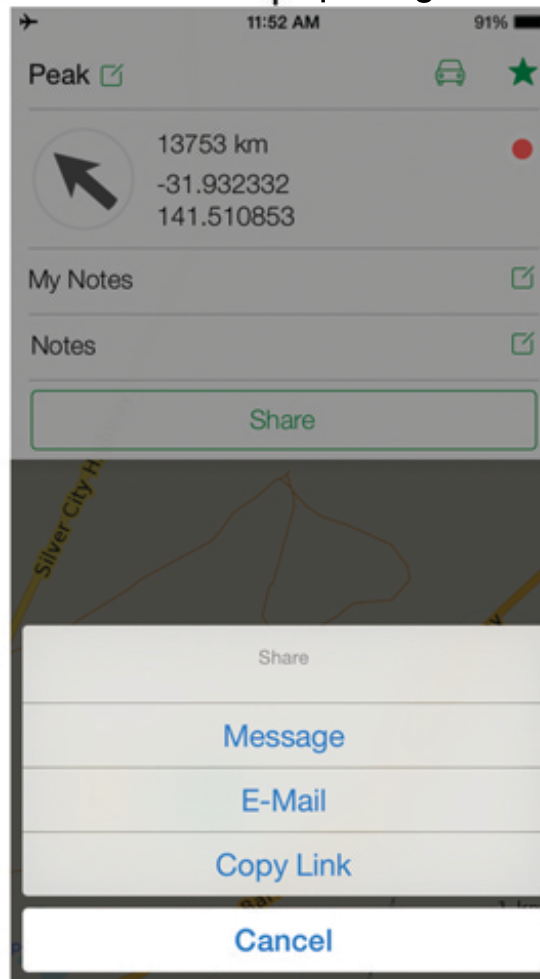 11:52 AM 91%
Peak
13753 km
-31.932332
141.510853
My Notes
Notes
Share
Silver City H
Share
Message
E-Mail
Copy Link
Cancel